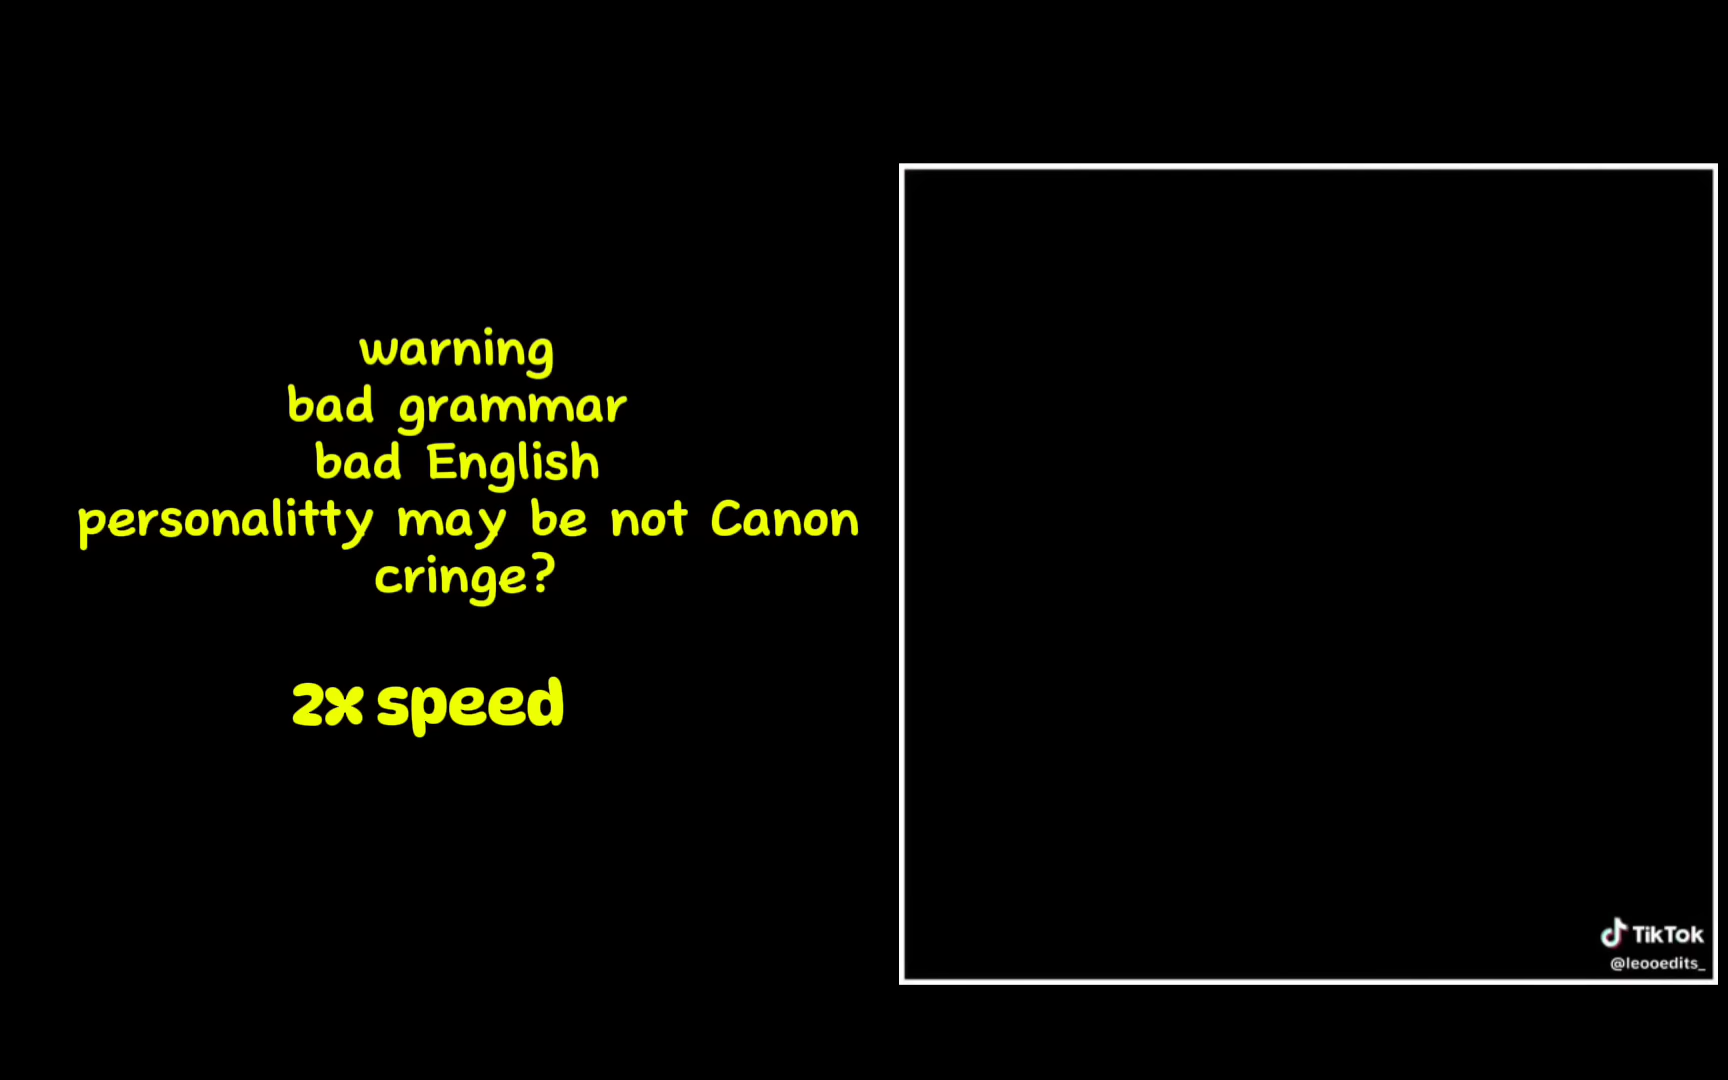 warning
bad grammar
bad English
personalitty may be not Canon
cringe?
2x speed
TikTok
@leooedits_